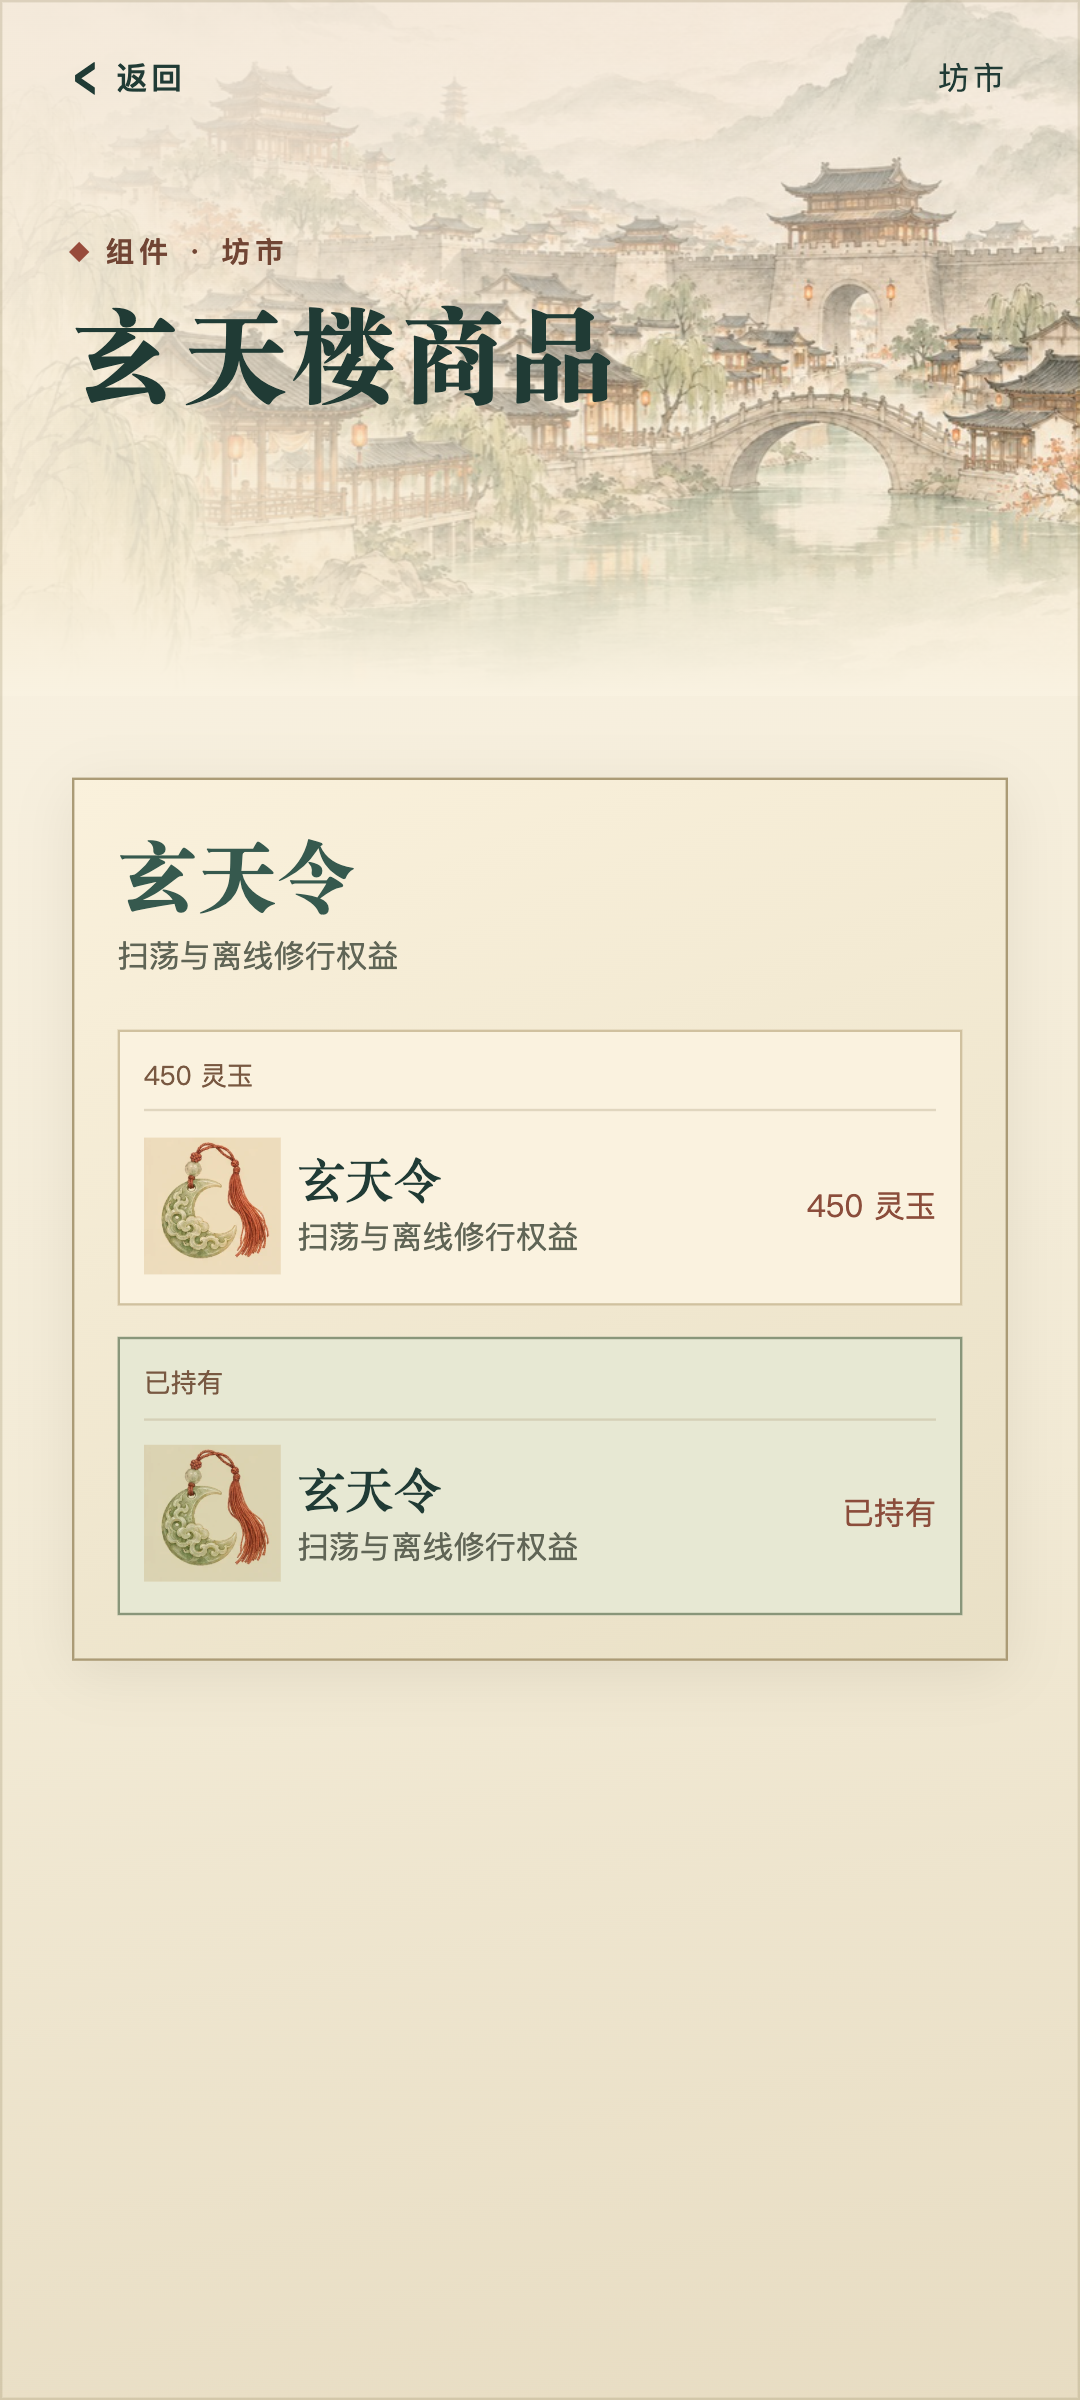 返回
坊市
组件 · 坊市
玄天楼商品
玄天令
扫荡与离线修行权益
450 灵玉
玄天令
扫荡与离线修行权益
450 灵玉
已持有
玄天令
扫荡与离线修行权益
已持有